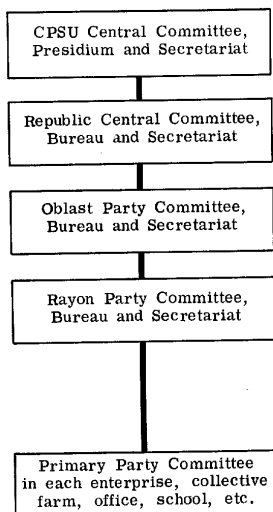 CPSU Central Committee,
Presidium and Secretariat
Republic Central Committee,
Bureau and Secretariat
Oblast Party Committee,
Bureau and Secretariat
Rayon Party Committee,
Bureau and Secretariat
Primary Party Committee
in each enterprise, collective
farm, office, school, etc.